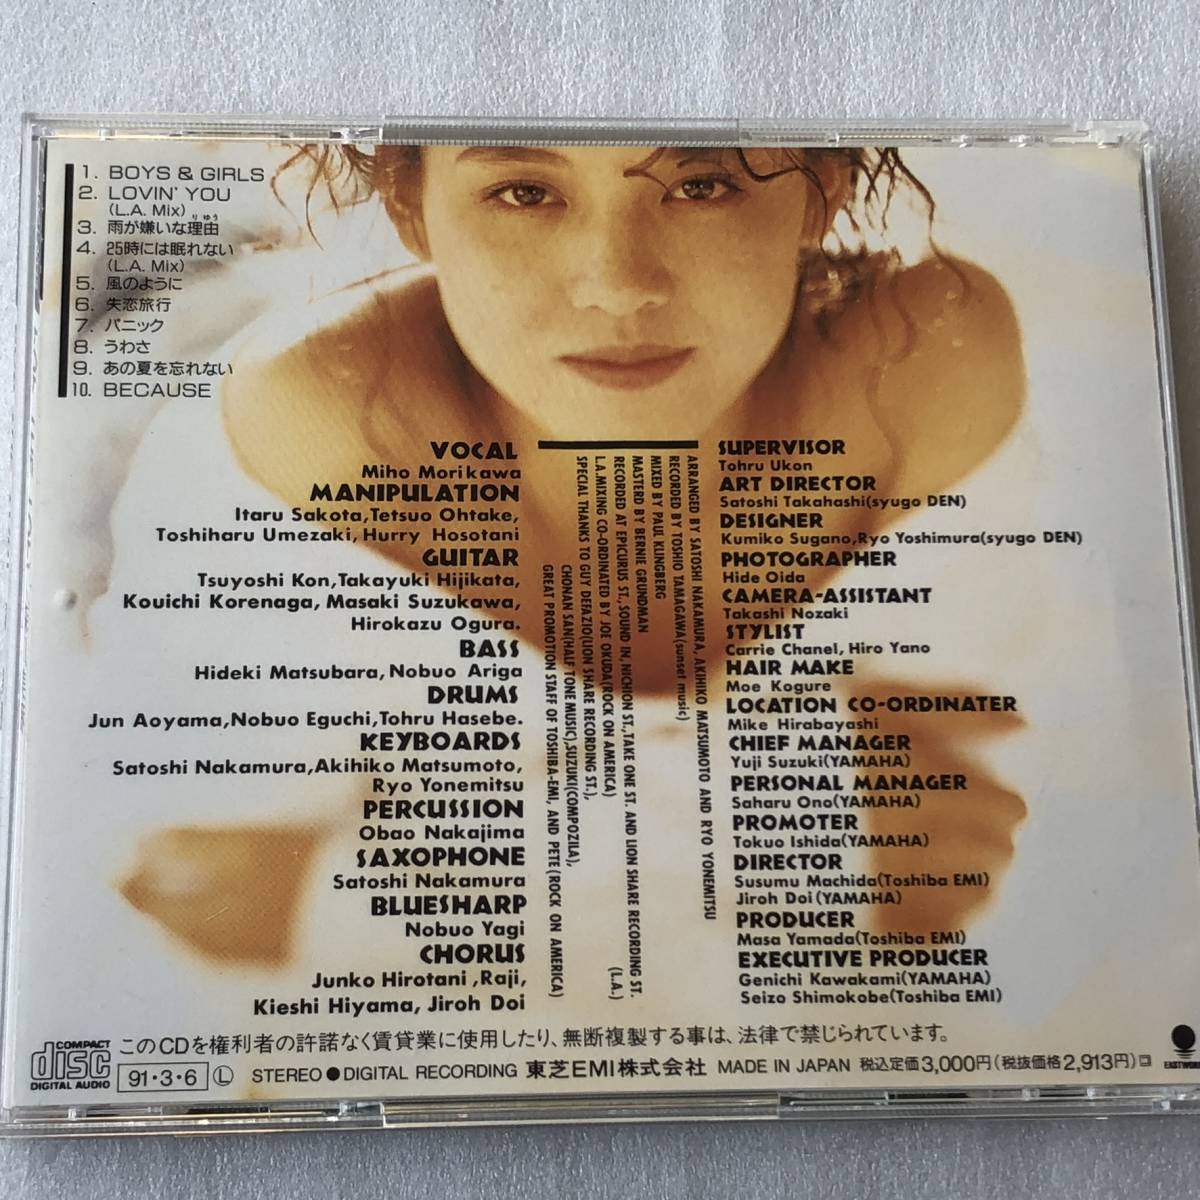 1. BOYS & GIRLS
2. LOVIN' YOU
(L.A. Mix)
りゆう
3. 雨が嫌いな理由
4. 25時には眠れない
(L.A. Mix)
5. 風のように
6. 失恋旅行
7. パニック
8. うわさ
9. あの夏を忘れない
10. BECAUSE
VOCAL
Miho Morikawa
MANIPULATION
Itaru Sakota,Tetsuo Ohtake,
Toshiharu Umezaki,Hurry Hosotani
GUITAR
Tsuyoshi Kon,Takayuki Hijikata,
Kouichi Korenaga, Masaki Suzukawa,
Hirokazu Ogura.
BASS
Hideki Matsubara, Nobuo Ariga
DRUMS
Jun Aoyama,Nobuo Eguchi,Tohru Hasebe.
KEYBOARDS
Satoshi Nakamura,Akihiko Matsumoto,
Ryo Yonemitsu
PERCUSSION
Obao Nakajima
SAXOPHONE
Satoshi Nakamura
BLUESHARP
Nobuo Yagi
CHORUS
Junko Hirotani ,Raji,
Kieshi Hiyama, Jiroh Doi
ARRANGED BY SATOSHI NAKAMURA, AKIHIKO MATSUMOTO AND RYO YONEMITSU
RECORDED BY TOSHIO TAMAGAWA(sunset music)
MIXED BY PAUL KLINGBERG
MASTERD BY BERNIE GRUNDMAN
RECORDED AT EPICURUS ST.,SOUND IN, NICHION ST.,TAKE ONE ST. AND LION SHARE RECORDING ST.
(L.A.)
L.A.MIXING CO-ORDINATED BY JOE OKUDA(ROCK ON AMERICA)
SPECIAL THANKS TO GUY DEFAZIO(LION SHARE RECORDING ST.),
CHONAN SAN(HALF TONE MUSIC),SUZUKI(COMPOZILA),
GREAT PROMOTION STAFF OF TOSHIBA-EMI, AND PETE(ROCK ON AMERICA)
SUPERVISOR
Tohru Ukon
ART DIRECTOR
Satoshi Takahashi(syugo DEN)
DESIGNER
Kumiko Sugano,Ryo Yoshimura(syugo DEN)
PHOTOGRAPHER
Hide Oida
CAMERA-ASSISTANT
Takashi Nozaki
STYLIST
Carrie Chanel, Hiro Yano
HAIR MAKE
Moe Kogure
LOCATION CO-ORDINATER
Mike Hirabayashi
CHIEF MANAGER
Yuji Suzuki(YAMAHA)
PERSONAL MANAGER
Saharu Ono(YAMAHA)
PROMOTER
Tokuo Ishida(YAMAHA)
DIRECTOR
Susumu Machida(Toshiba EMI)
Jiroh Doi(YAMAHA)
PRODUCER
Masa Yamada(Toshiba EMI)
EXECUTIVE PRODUCER
Genichi Kawakami(YAMAHA)
Seizo Shimokobe(Toshiba EMI)
COMPACT
disc
DIGITAL AUDIO
このCDを権利者の許諾なく賃貸業に使用したり、無断複製する事は、法律で禁じられています。
91・3・6 Ⓛ STEREO●DIGITAL RECORDING 東芝EMI株式会社 MADE IN JAPAN 税込定価3,000円(税抜価格2,913円)
EASTWORLD